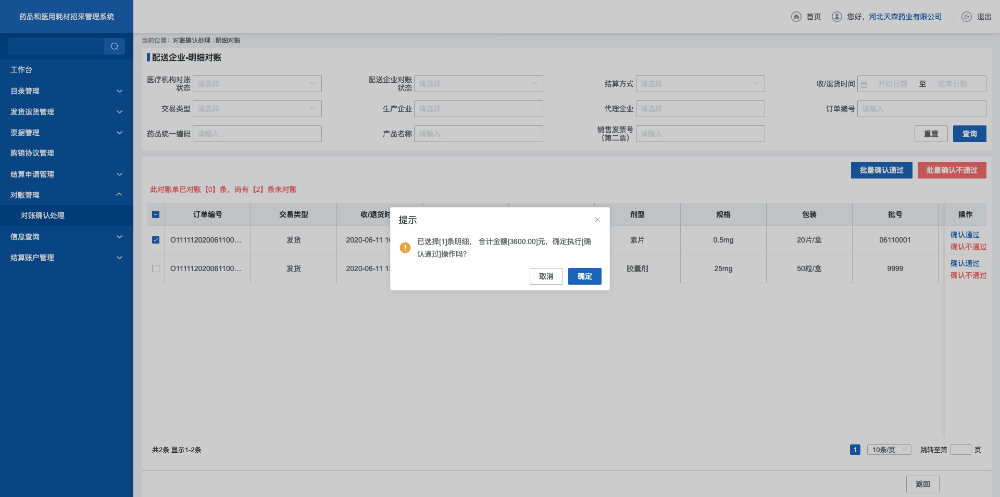 药品和医用耗材招采管理系统
首页
您好，河北天森药业有限公司
退出
工作台
目录管理
发货退货管理
票据管理
购销协议管理
结算申请管理
对账管理
对账确认处理
信息查询
结算账户管理
当前位置：对账确认处理 / 明细对账
配送企业-明细对账
医疗机构对账状态 请选择
配送企业对账状态 请选择
结算方式 请选择
收/退货时间 开始日期 至 结束日期
交易类型 请选择
生产企业 请选择
代理企业 请选择
订单编号 请输入
药品统一编码 请输入
产品名称 请输入
销售发票号（第二票） 请输入
重置 查询
批量确认通过 批量确认不通过
此对账单已对账【0】条，尚有【2】条未对账
订单编号 交易类型 收/退货时 剂型 规格 包装 批号 操作
O111112020061100... 发货 2020-06-11 16 素片 0.5mg 20片/盒 06110001 确认通过
确认不通过
O111112020061100... 发货 2020-06-11 13 胶囊剂 25mg 50粒/盒 9999 确认通过
确认不通过
提示
已选择[1]条明细， 合计金额[3600.00]元，确定执行[确
认通过]操作吗?
取消 确定
共2条 显示1-2条
1 10条/页 跳转至第 页
返回